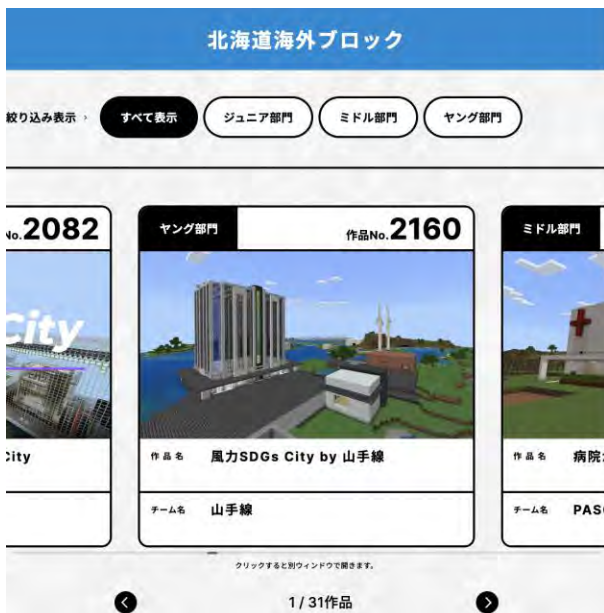 北海道海外ブロック
絞り込み表示 › すべて表示 ジュニア部門 ミドル部門 ヤング部門
No.2082
City
City
ヤング部門 作品No.2160
作品名 風力SDGs City by 山手線
チーム名 山手線
ミドル部門
作品名 病院
チーム名 PAS
クリックすると別ウィンドウで開きます。
1 / 31作品